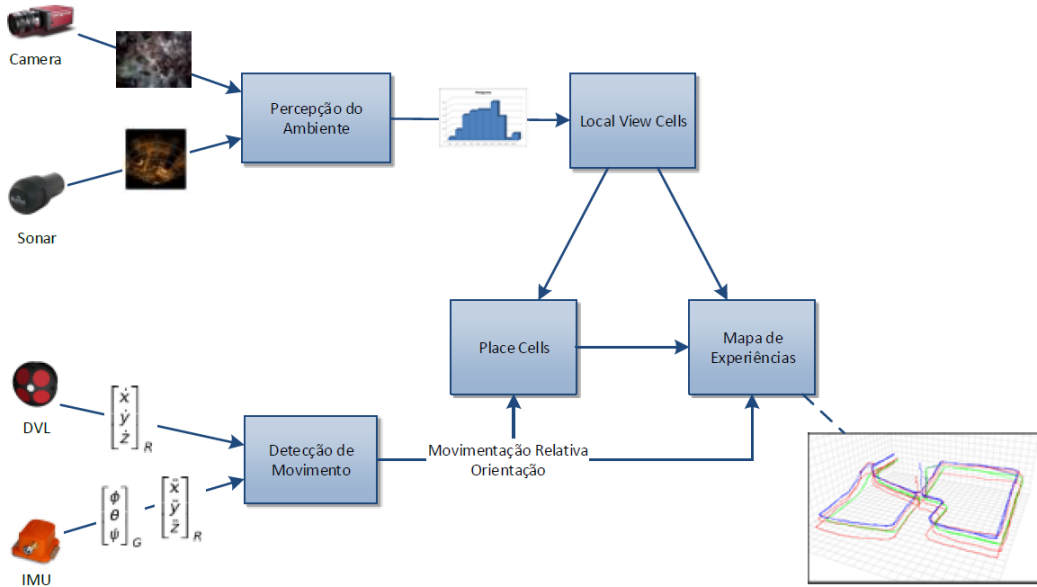 Camera
Percepção do
Ambiente
Local View Cells
Sonar
Place Cells
Mapa de
Experiências
DVL
ẋ
ẏ
ż
R
Detecção de
Movimento
Movimentação Relativa
Orientação
ϕ
θ
ψ
G
ẍ
ÿ
z̈
R
IMU